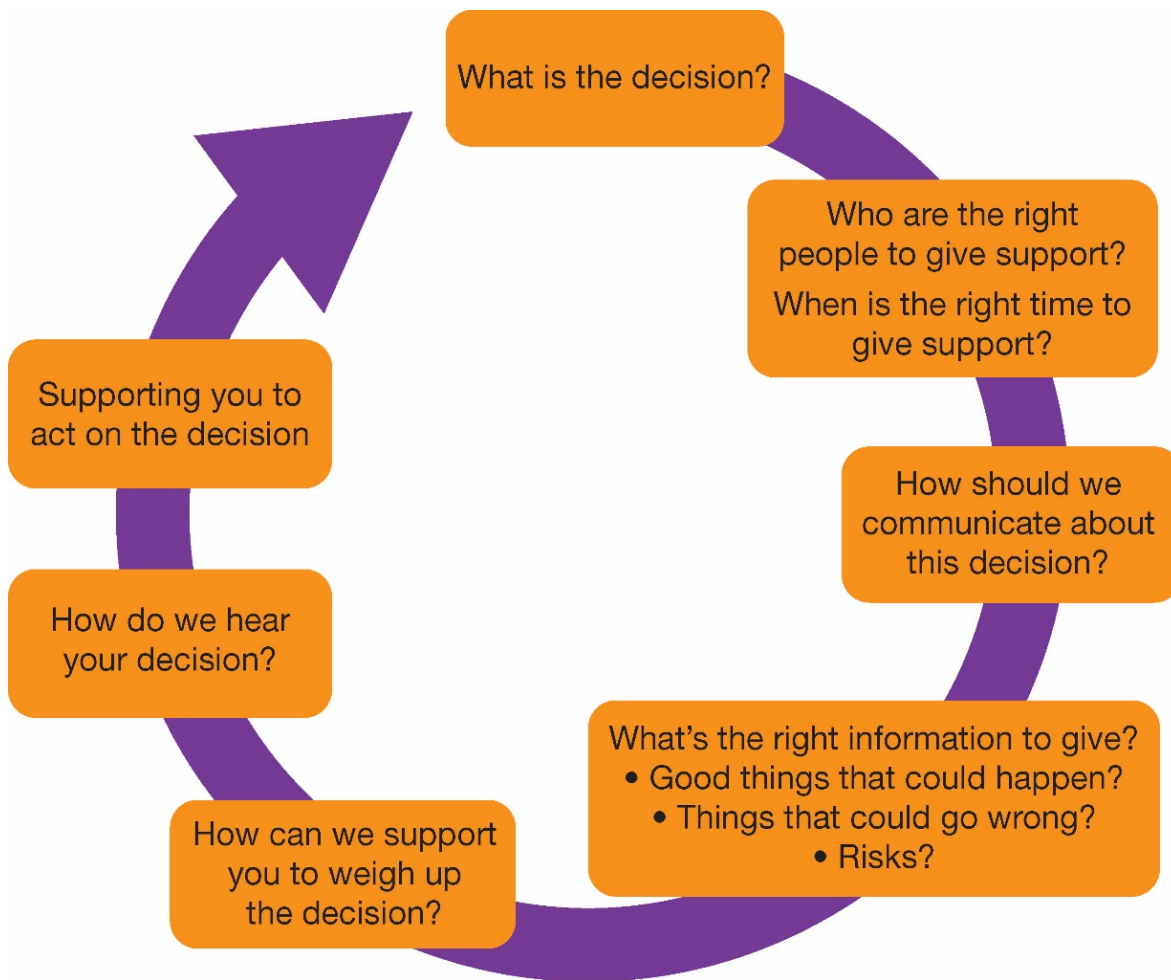 What is the decision?
Who are the right
people to give support?
When is the right time to
give support?
How should we
communicate about
this decision?
What’s the right information to give?
• Good things that could happen?
• Things that could go wrong?
• Risks?
How can we support
you to weigh up
the decision?
How do we hear
your decision?
Supporting you to
act on the decision